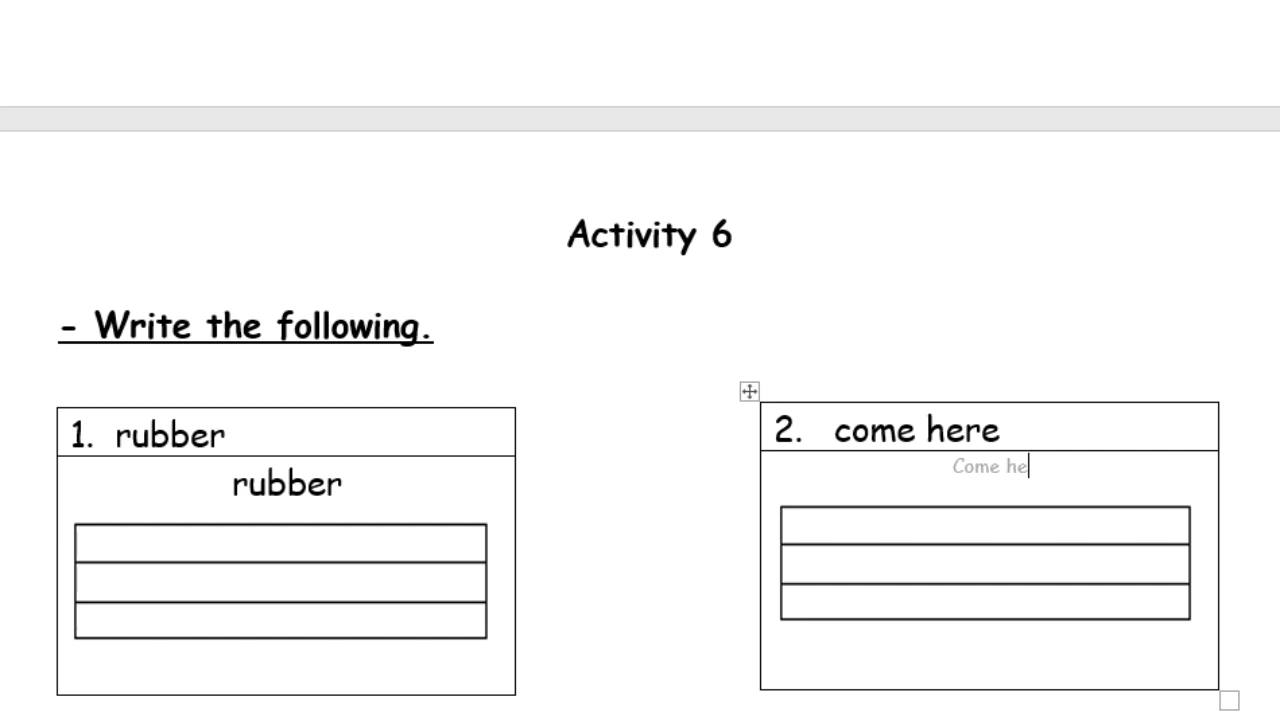 Activity 6
- Write the following.
1. rubber
rubber
2. come here
Come he